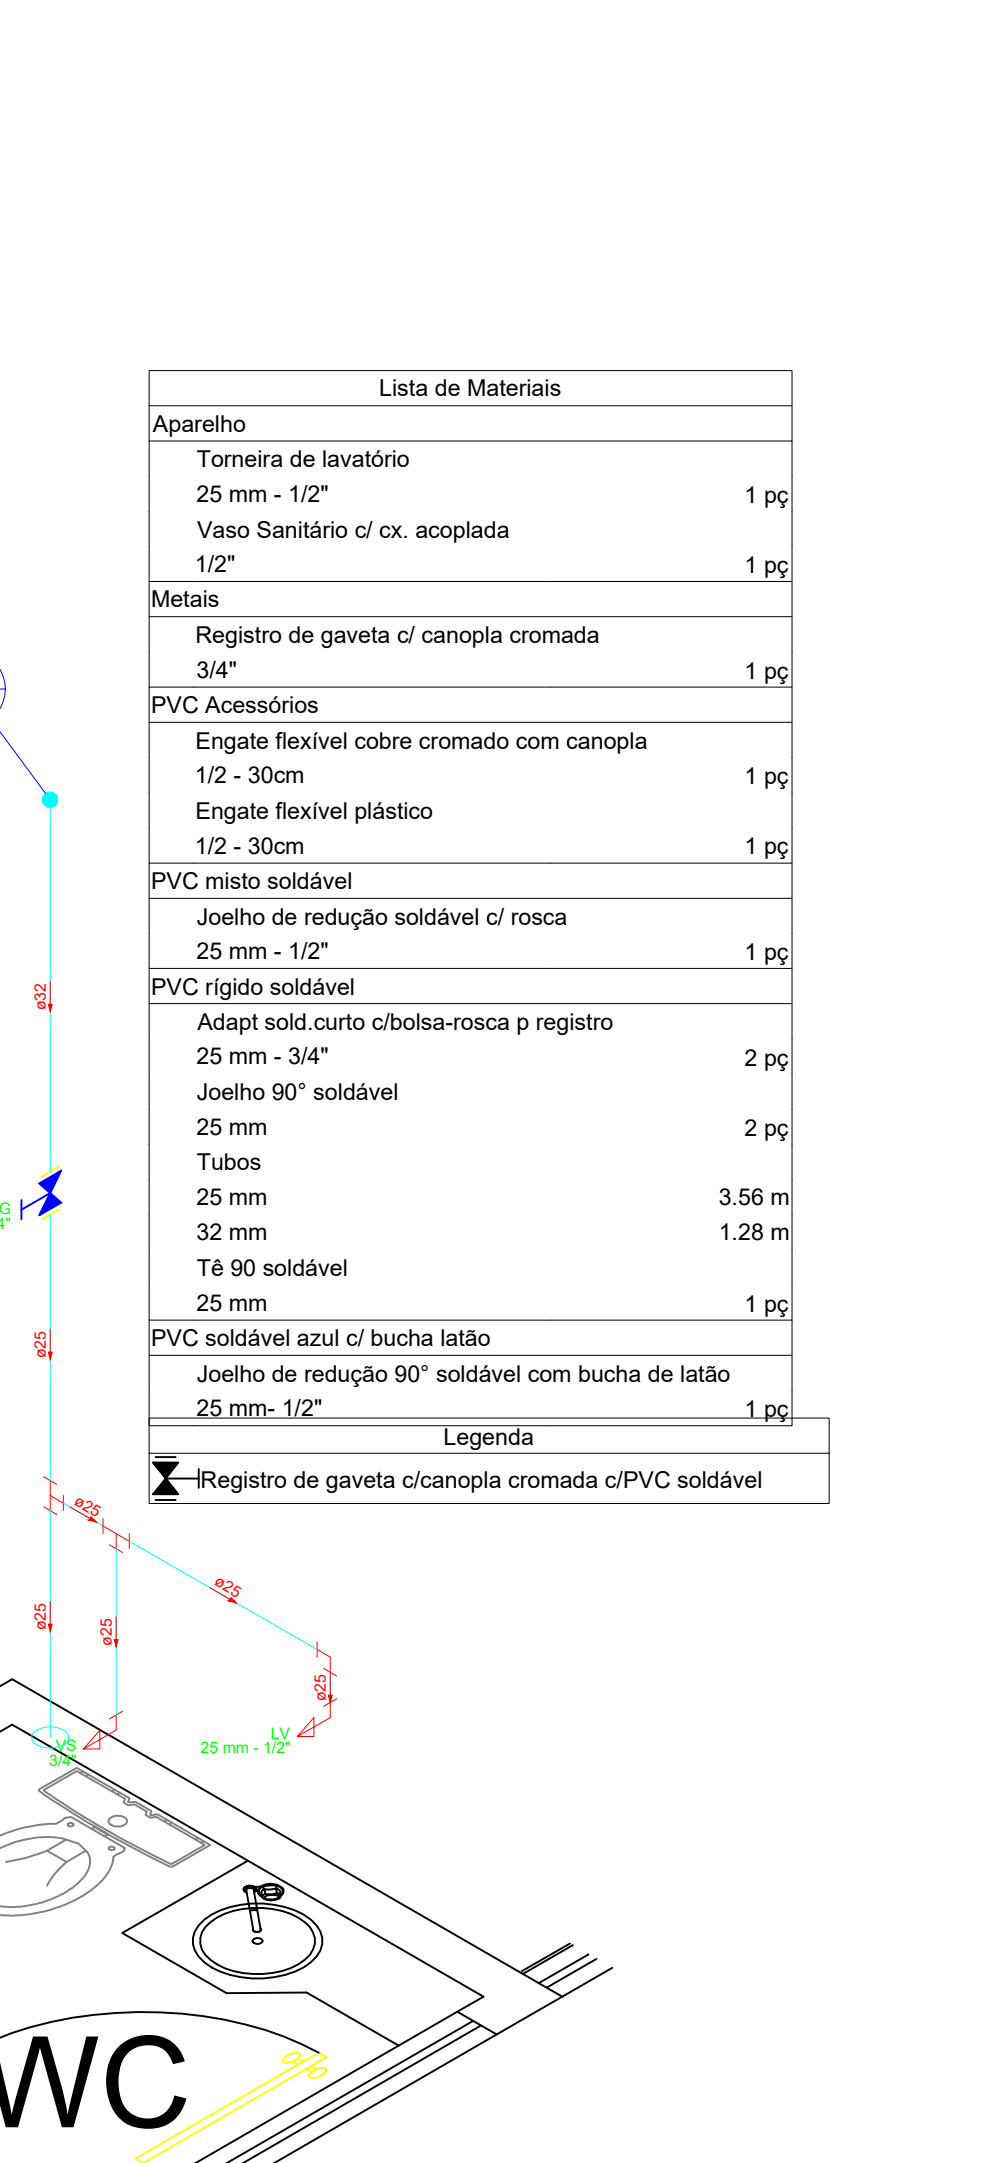 Lista de Materiais
Aparelho
Torneira de lavatório
25 mm - 1/2" 1 pç
Vaso Sanitário c/ cx. acoplada
1/2" 1 pç
Metais
Registro de gaveta c/ canopla cromada
3/4" 1 pç
PVC Acessórios
Engate flexível cobre cromado com canopla
1/2 - 30cm 1 pç
Engate flexível plástico
1/2 - 30cm 1 pç
PVC misto soldável
Joelho de redução soldável c/ rosca
25 mm - 1/2" 1 pç
PVC rígido soldável
Adapt sold.curto c/bolsa-rosca p registro
25 mm - 3/4" 2 pç
Joelho 90° soldável
25 mm 2 pç
Tubos
25 mm 3.56 m
32 mm 1.28 m
Tê 90 soldável
25 mm 1 pç
PVC soldável azul c/ bucha latão
Joelho de redução 90° soldável com bucha de latão
25 mm- 1/2" 1 pç
Legenda
Registro de gaveta c/canopla cromada c/PVC soldável
ø32
G
4"
ø25
ø25
ø25
ø25
ø25
ø25
VS
3/4"
LV
25 mm - 1/2"
WC